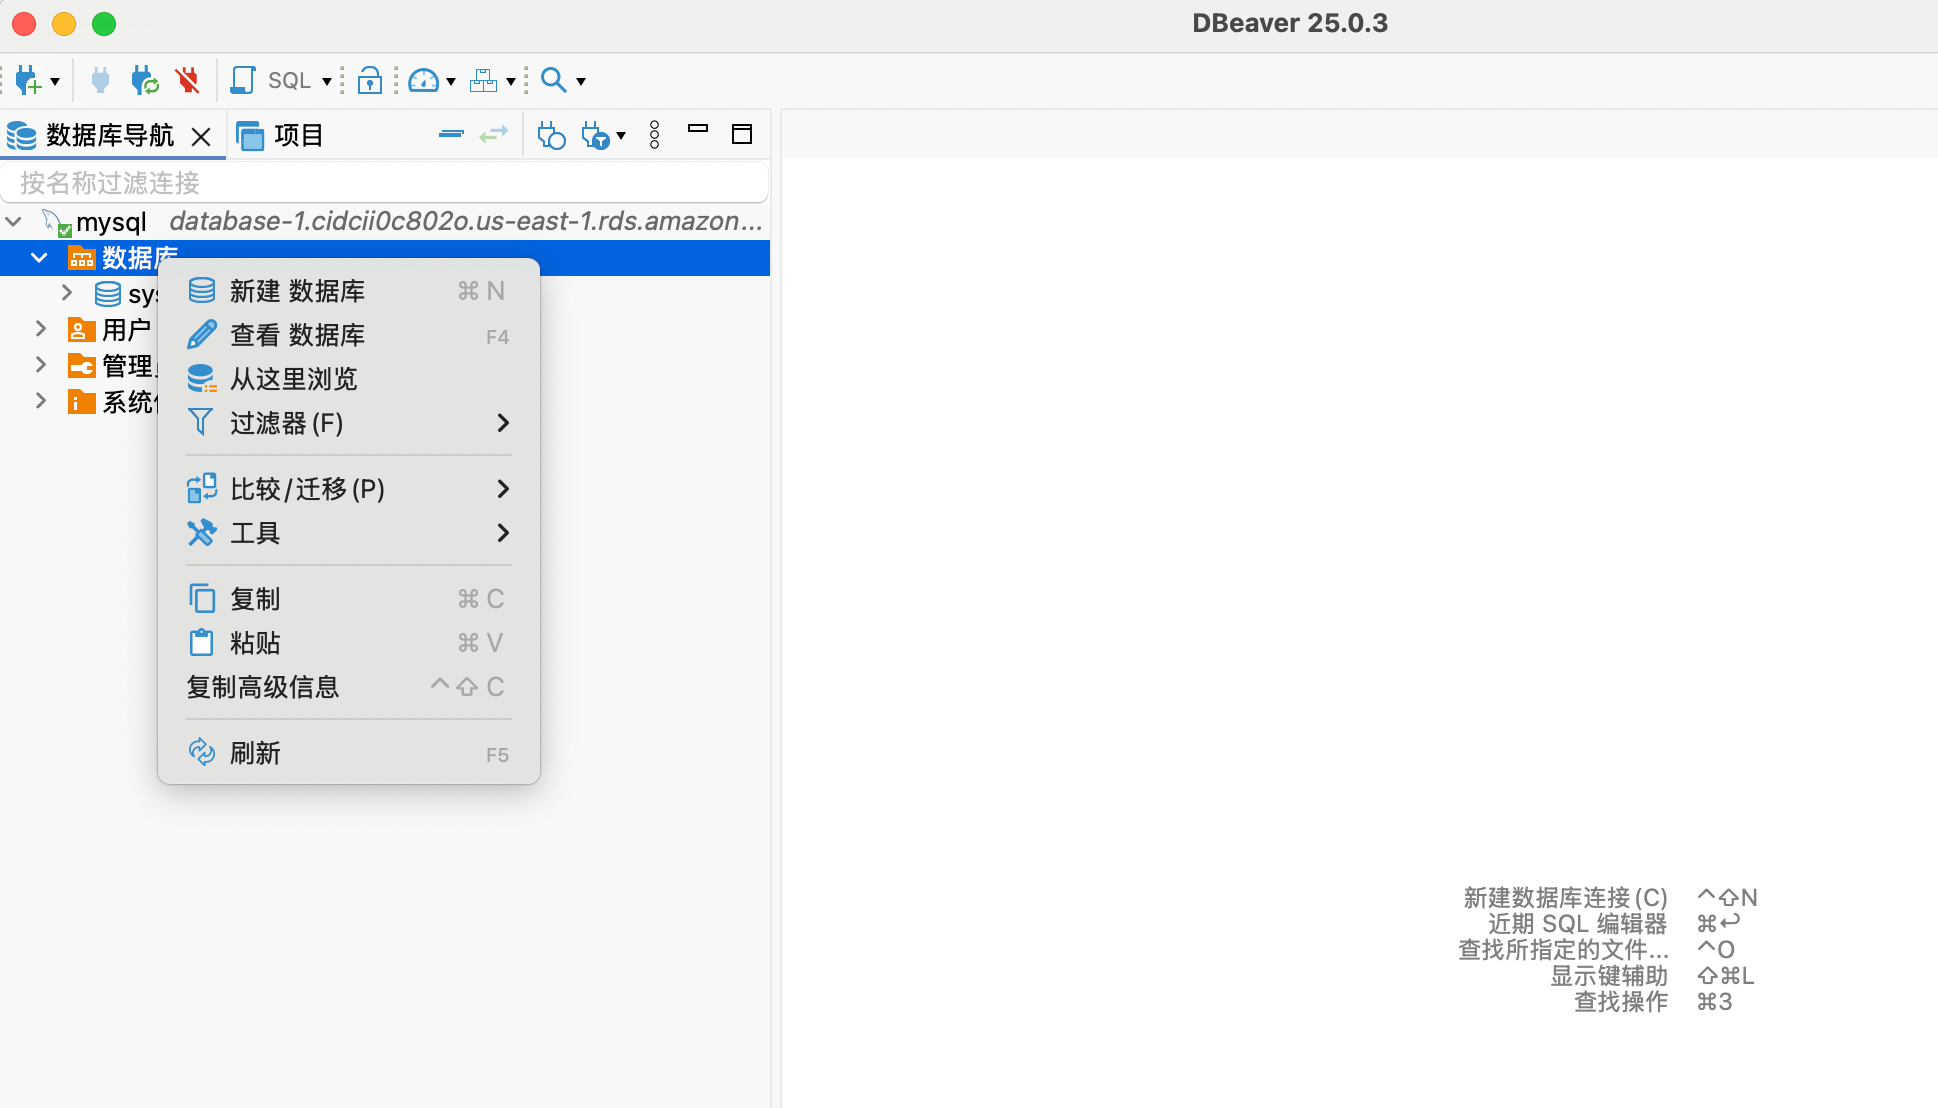 DBeaver 25.0.3
SQL
数据库导航
项目
按名称过滤连接
mysql database-1.cidcii0c802o.us-east-1.rds.amazon...
数据库
sys
用户
管理
系统
新建 数据库 ⌘ N
查看 数据库 F4
从这里浏览
过滤器(F)
比较/迁移(P)
工具
复制 ⌘ C
粘贴 ⌘ V
复制高级信息 ^⇧ C
刷新 F5
新建数据库连接(C) ^⇧N
近期 SQL 编辑器 ⌘↩
查找所指定的文件... ^O
显示键辅助 ⇧⌘L
查找操作 ⌘3